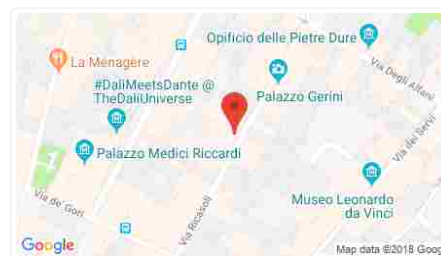 Opificio delle Pietre Dure
La Menagere
Via Degli Alfani
#DaliMeetsDante @
TheDaliUniverse
Palazzo Gerini
Palazzo Medici Riccardi
Via dei Servi
Museo Leonardo
da Vinci
Via de' Gori
Via Ricasoli
Google
Map data ©2018 Goog